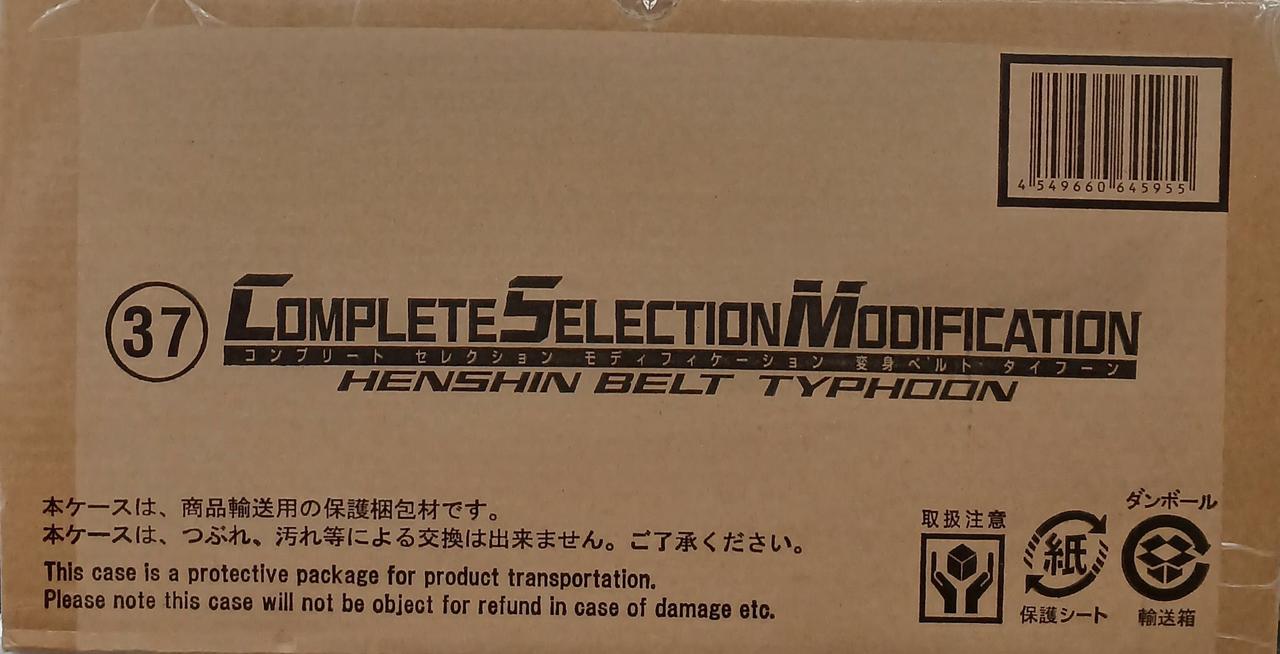 4 549660 645955
37
COMPLETE SELECTION MODIFICATION
コンプリート セレクション モディフィケーション 変身ベルト タイフーン
HENSHIN BELT TYPHOON
本ケースは、商品輸送用の保護梱包材です。
本ケースは、つぶれ、汚れ等による交換は出来ません。ご了承ください。
This case is a protective package for product transportation.
Please note this case will not be object for refund in case of damage etc.
取扱注意
紙
保護シート
ダンボール
輸送箱